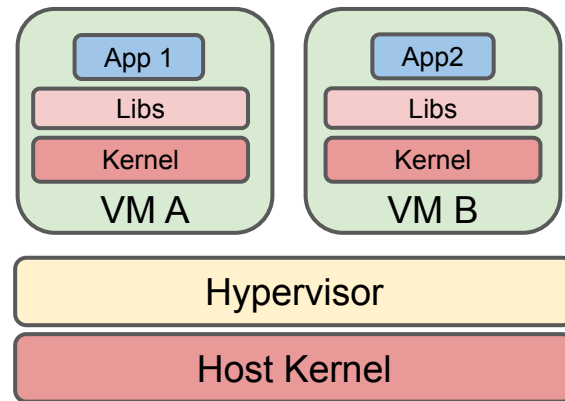 App 1
App2
Libs
Libs
Kernel
Kernel
VM A
VM B
Hypervisor
Host Kernel